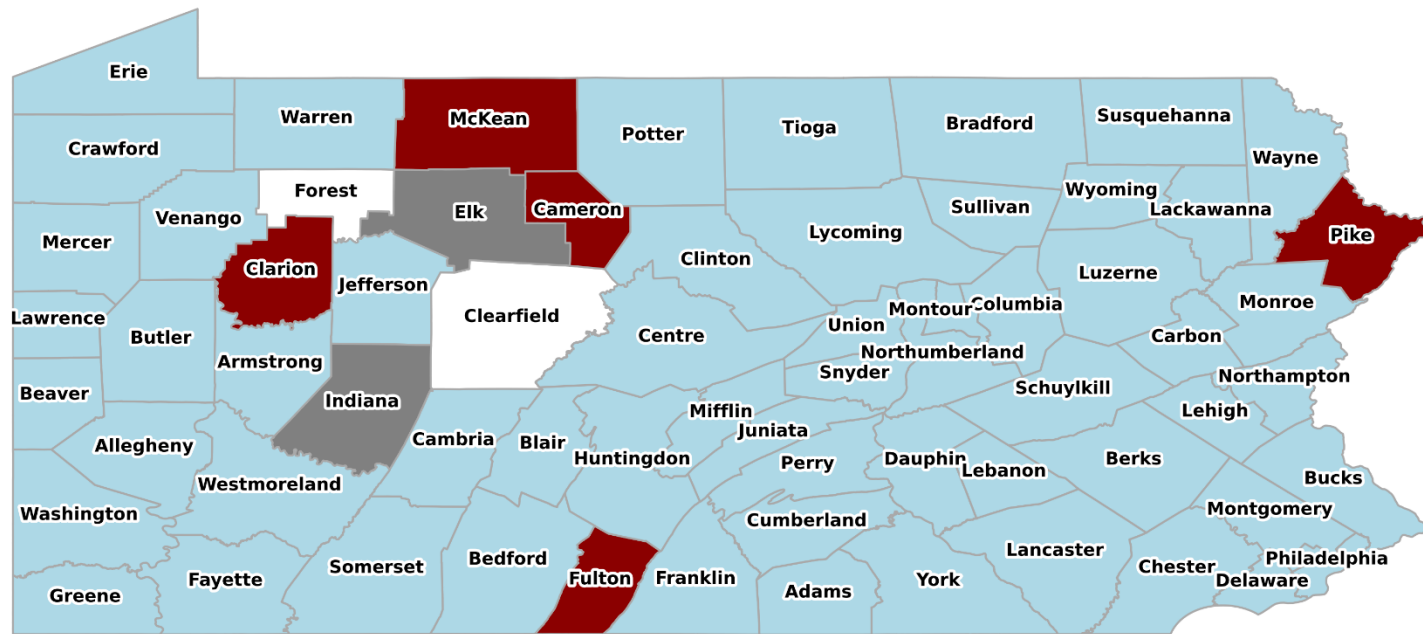 Erie
Warren
McKean
Potter
Tioga
Bradford
Susquehanna
Crawford
Wayne
Forest
Venango
Elk
Cameron
Wyoming
Lackawanna
Sullivan
Mercer
Lycoming
Pike
Clarion
Jefferson
Clinton
Luzerne
Monroe
Lawrence
Butler
Clearfield
Centre
Union
Montour
Columbia
Carbon
Armstrong
Northumberland
Snyder
Schuylkill
Northampton
Beaver
Indiana
Mifflin
Lehigh
Allegheny
Cambria
Blair
Juniata
Huntingdon
Perry
Dauphin
Lebanon
Berks
Bucks
Westmoreland
Washington
Cumberland
Montgomery
Greene
Fayette
Somerset
Bedford
Fulton
Franklin
Adams
York
Lancaster
Chester
Philadelphia
Delaware